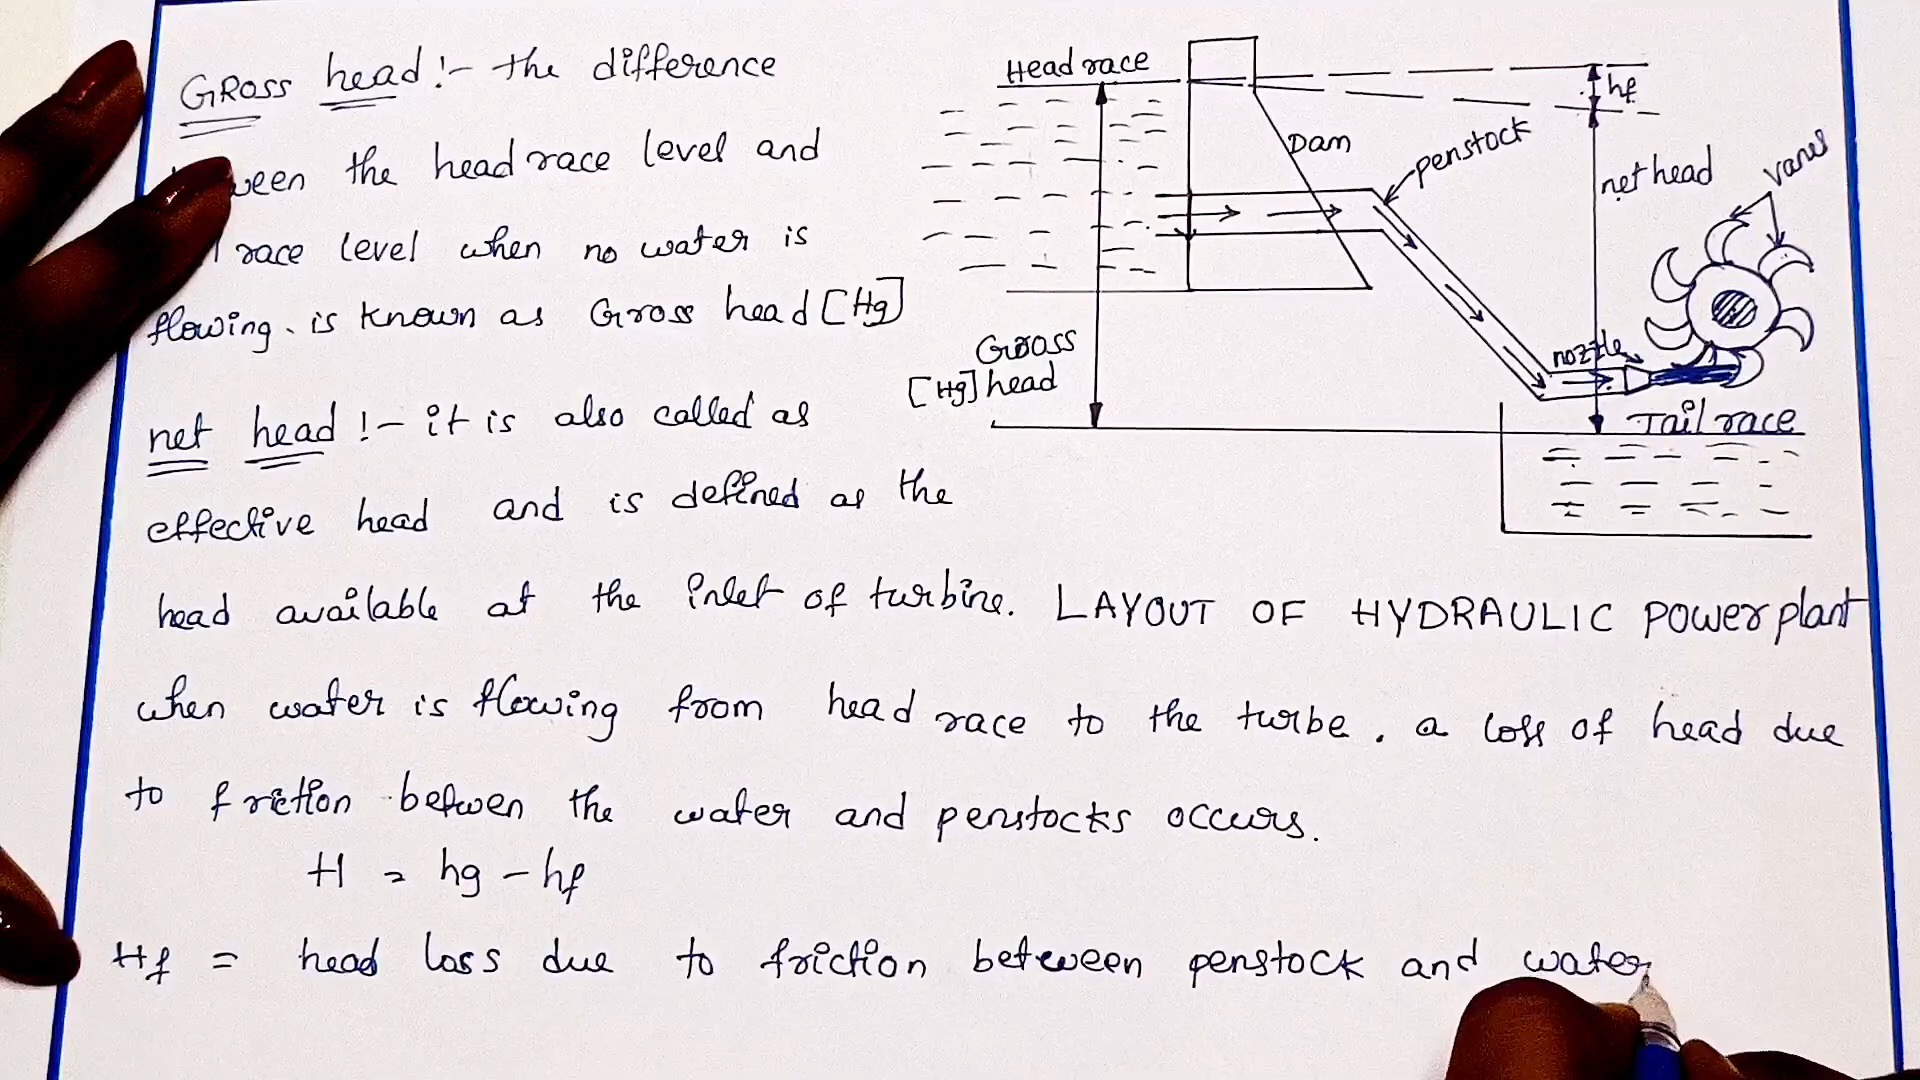 GROSS head :- the difference
the head race level and
race level when no water is
flowing. is known as Gross head [Hg]
net head :- it is also called as
effective head and is defined as the
head available at the inlet of turbine.
when water is flowing from head race to the turbe. a loss of head due
to friction betwen the water and penstocks occurs.
H = hg - hf
Hf = head loss due to friction between penstock and water
Head race
hf
Dam
penstock
net head
vanes
nozzle
Gross
[Hg] head
Tail race
LAYOUT OF HYDRAULIC POWER plant